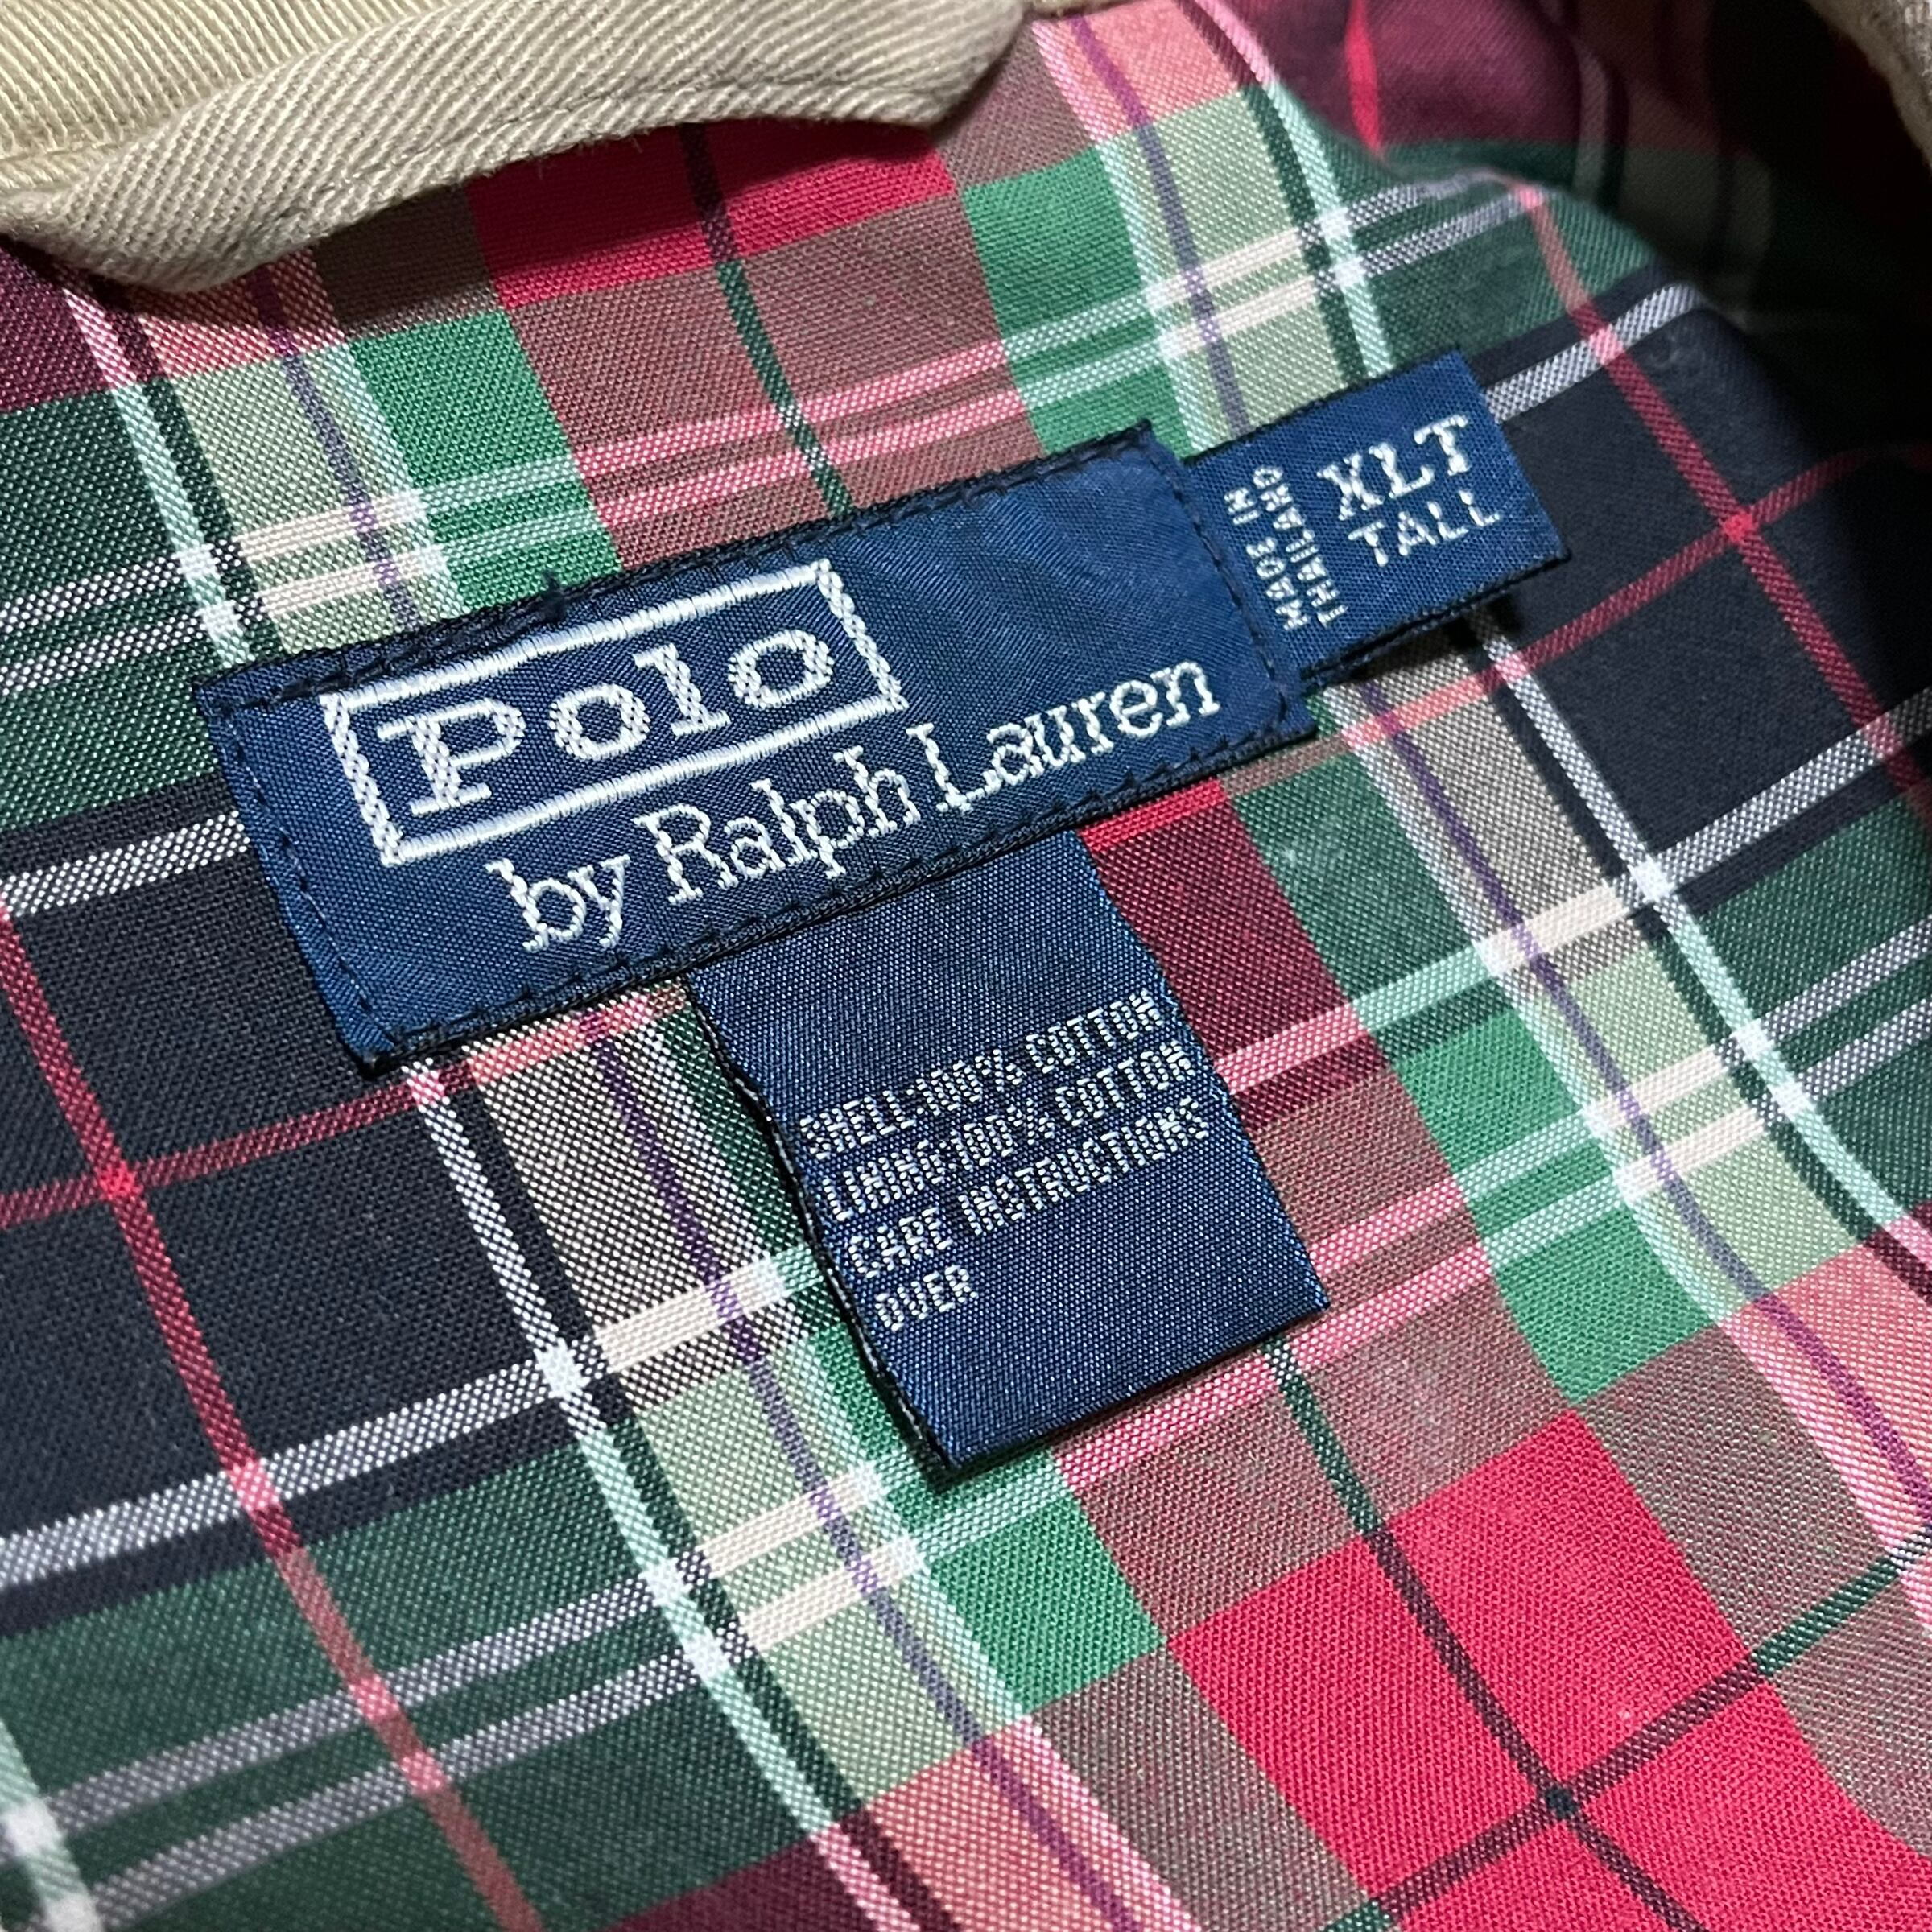 Polo
by Ralph Lauren
MADE IN
THAILAND
XLT
TALL
SHELL:100% COTTON
LINING:100% COTTON
CARE INSTRUCTIONS
OVER